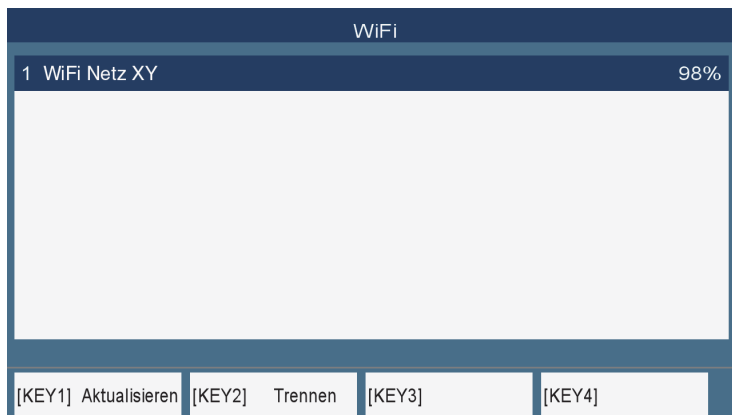 WiFi
1 WiFi Netz XY 98%
[KEY1] Aktualisieren [KEY2] Trennen [KEY3] [KEY4]